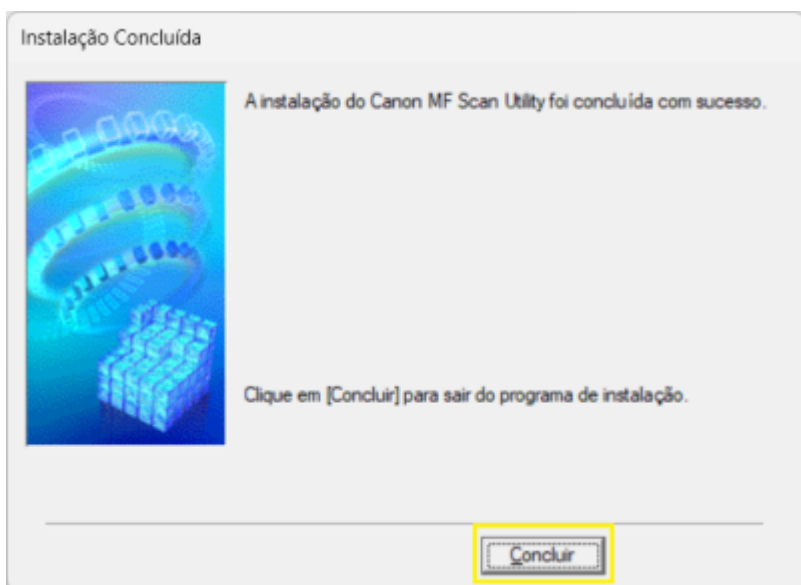 Instalação Concluída
A instalação do Canon MF Scan Utility foi concluída com sucesso.
Clique em [Concluir] para sair do programa de instalação.
Concluir